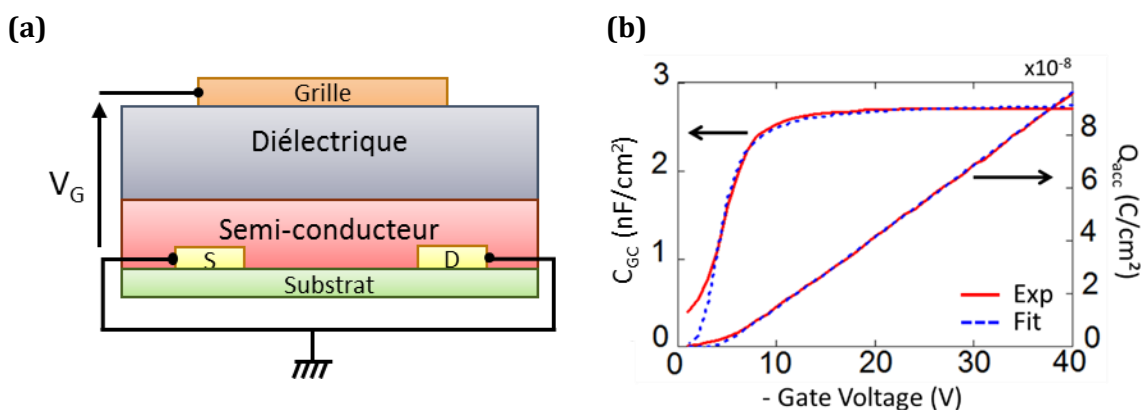 (a)
(b)
Grille
Diélectrique
V_G
Semi-conducteur
S
D
Substrat
x10⁻⁸
3
2
1
0
C_GC (nF/cm²)
8
6
4
2
0
Q_acc (C/cm²)
Exp
Fit
0
10
20
30
40
- Gate Voltage (V)